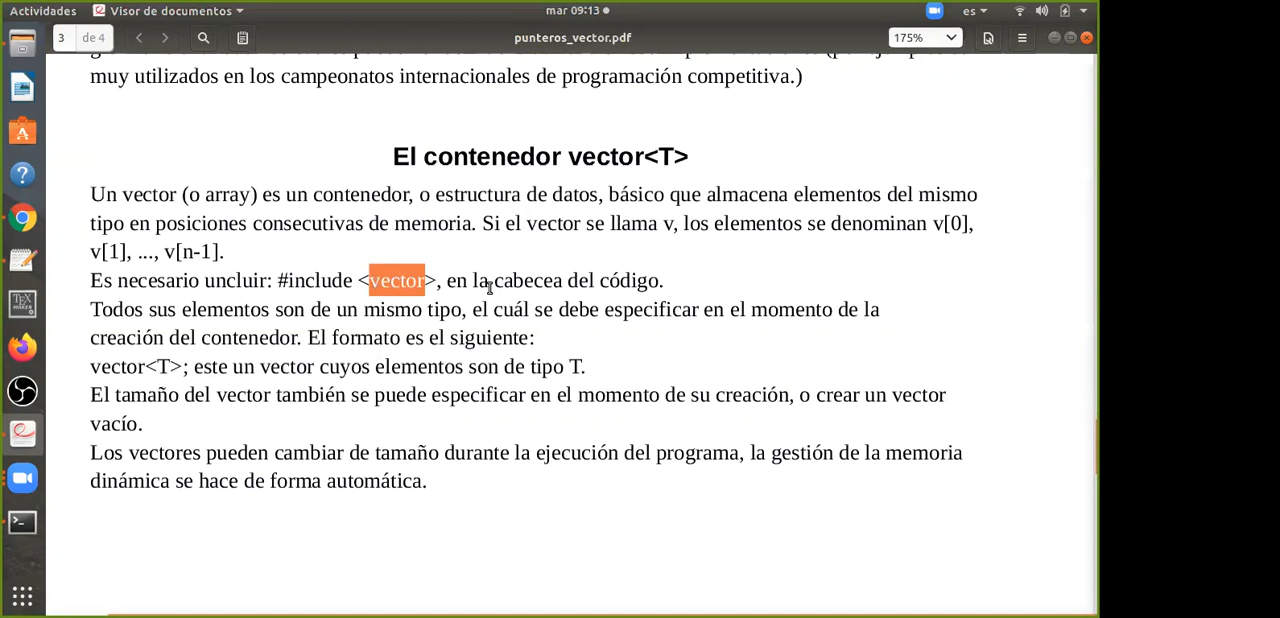 Actividades Visor de documentos mar 09:13 es
3 de 4 punteros_vector.pdf 175%
muy utilizados en los campeonatos internacionales de programación competitiva.)
El contenedor vector<T>
Un vector (o array) es un contenedor, o estructura de datos, básico que almacena elementos del mismo
tipo en posiciones consecutivas de memoria. Si el vector se llama v, los elementos se denominan v[0],
v[1], ..., v[n-1].
Es necesario uncluir: #include <vector>, en la cabecea del código.
Todos sus elementos son de un mismo tipo, el cuál se debe especificar en el momento de la
creación del contenedor. El formato es el siguiente:
vector<T>; este un vector cuyos elementos son de tipo T.
El tamaño del vector también se puede especificar en el momento de su creación, o crear un vector
vacío.
Los vectores pueden cambiar de tamaño durante la ejecución del programa, la gestión de la memoria
dinámica se hace de forma automática.